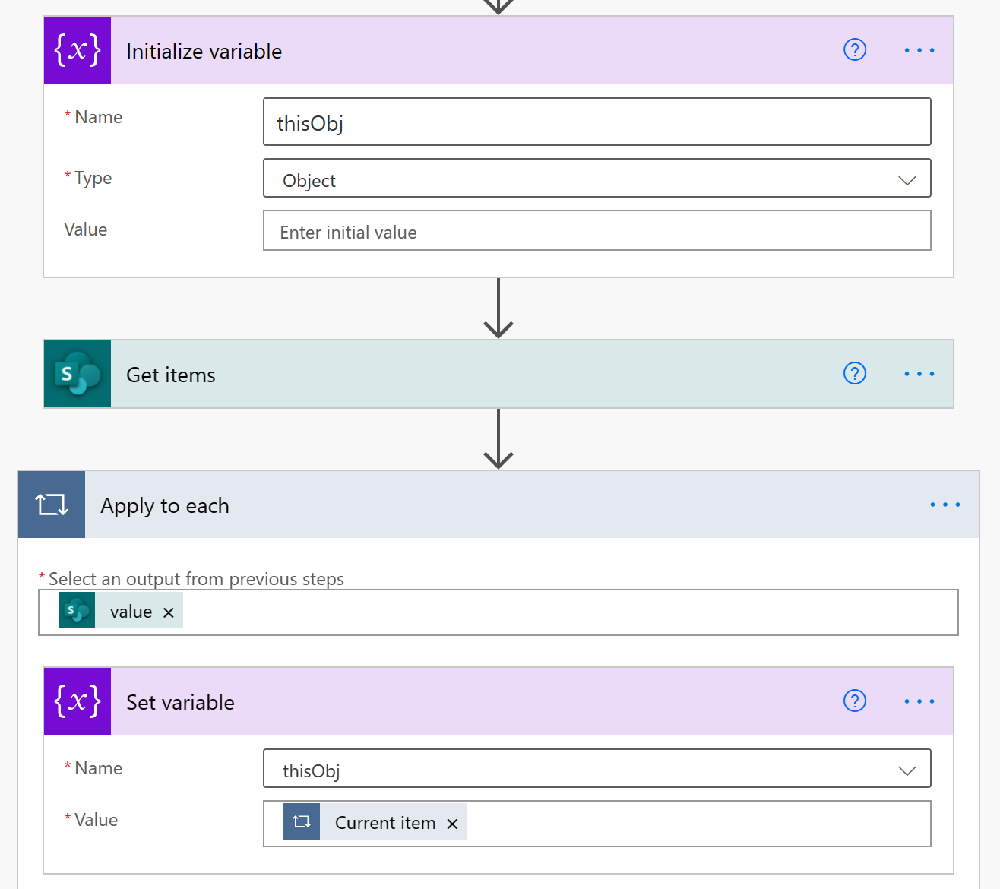 {x} Initialize variable ?
* Name
thisObj
* Type
Object
Value
Enter initial value
S Get items ?
Apply to each
* Select an output from previous steps
S value ×
{x} Set variable ?
* Name
thisObj
* Value
Current item ×